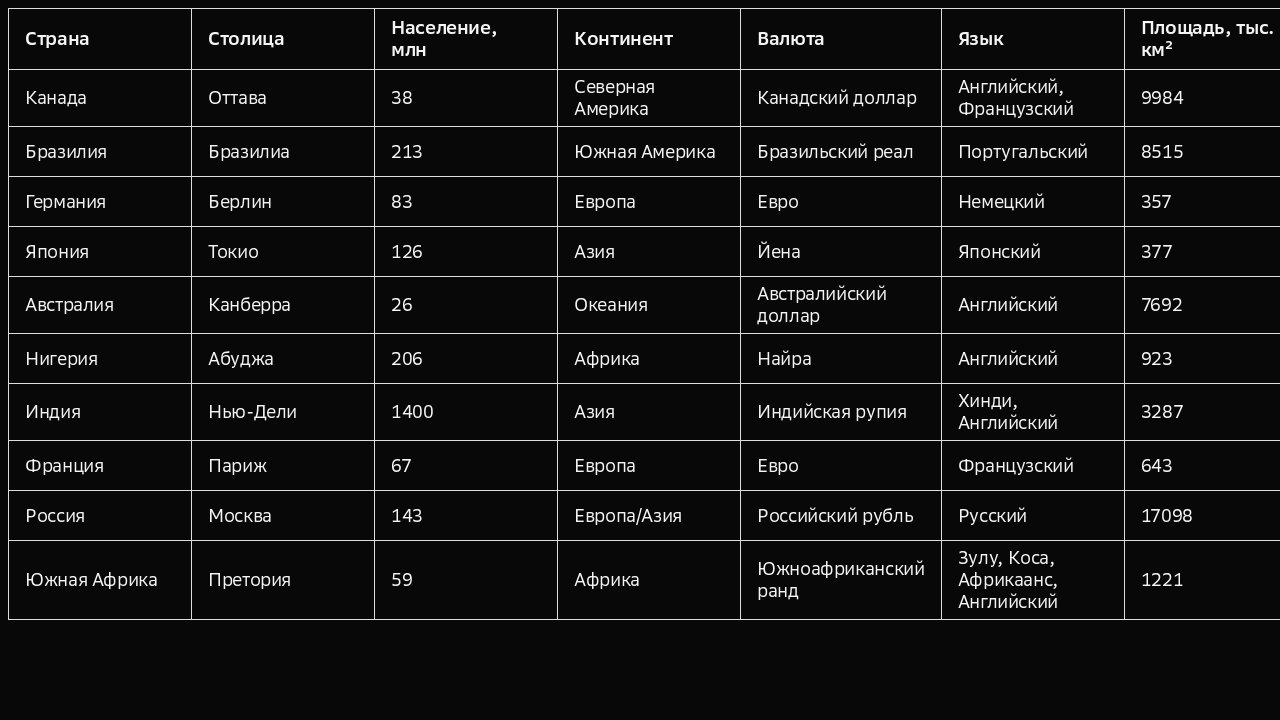 Страна Столица Население, млн Континент Валюта Язык Площадь, тыс. км²
Канада Оттава 38 Северная Америка Канадский доллар Английский, Французский 9984
Бразилия Бразилиа 213 Южная Америка Бразильский реал Португальский 8515
Германия Берлин 83 Европа Евро Немецкий 357
Япония Токио 126 Азия Йена Японский 377
Австралия Канберра 26 Океания Австралийский доллар Английский 7692
Нигерия Абуджа 206 Африка Найра Английский 923
Индия Нью-Дели 1400 Азия Индийская рупия Хинди, Английский 3287
Франция Париж 67 Европа Евро Французский 643
Россия Москва 143 Европа/Азия Российский рубль Русский 17098
Южная Африка Претория 59 Африка Южноафриканский ранд Зулу, Коса, Африкаанс, Английский 1221